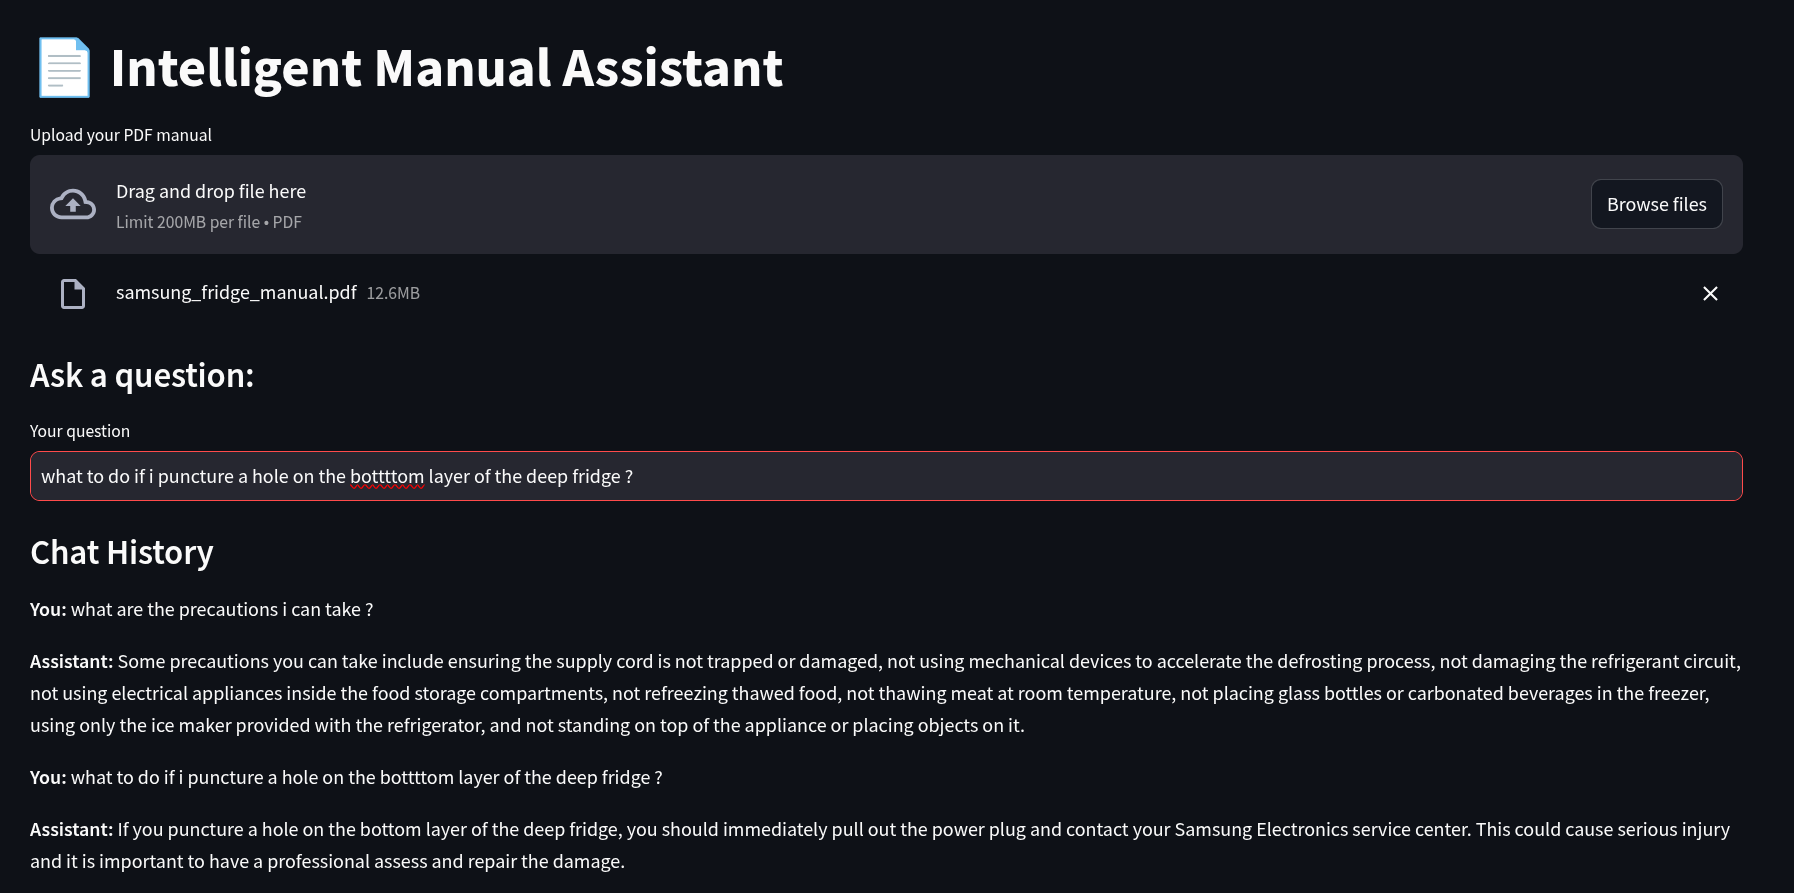 Intelligent Manual Assistant
Upload your PDF manual
Drag and drop file here
Limit 200MB per file • PDF
Browse files
samsung_fridge_manual.pdf 12.6MB
Ask a question:
Your question
what to do if i puncture a hole on the bottttom layer of the deep fridge ?
Chat History
You: what are the precautions i can take ?
Assistant: Some precautions you can take include ensuring the supply cord is not trapped or damaged, not using mechanical devices to accelerate the defrosting process, not damaging the refrigerant circuit,
not using electrical appliances inside the food storage compartments, not refreezing thawed food, not thawing meat at room temperature, not placing glass bottles or carbonated beverages in the freezer,
using only the ice maker provided with the refrigerator, and not standing on top of the appliance or placing objects on it.
You: what to do if i puncture a hole on the bottttom layer of the deep fridge ?
Assistant: If you puncture a hole on the bottom layer of the deep fridge, you should immediately pull out the power plug and contact your Samsung Electronics service center. This could cause serious injury
and it is important to have a professional assess and repair the damage.